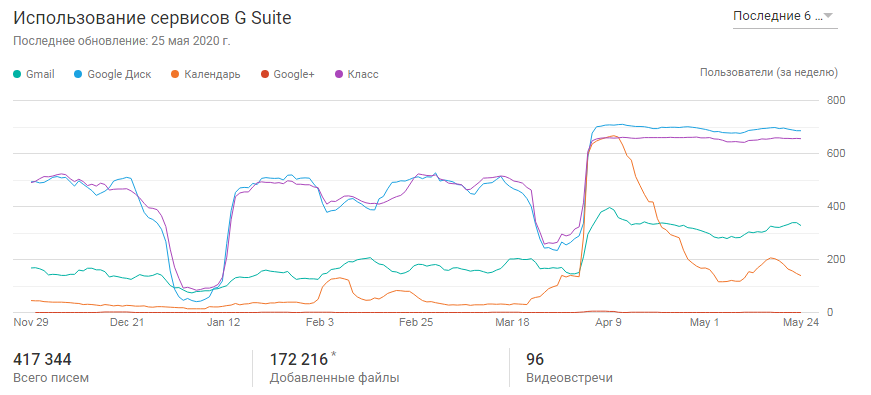 Использование сервисов G Suite
Последние 6 ...
Последнее обновление: 25 мая 2020 г.
Gmail Google Диск Календарь Google+ Класс
Пользователи (за неделю)
800
600
400
200
0
Nov 29 Dec 21 Jan 12 Feb 3 Feb 25 Mar 18 Apr 9 May 1 May 24
417 344 172 216* 96
Всего писем Добавленные файлы Видеовстречи